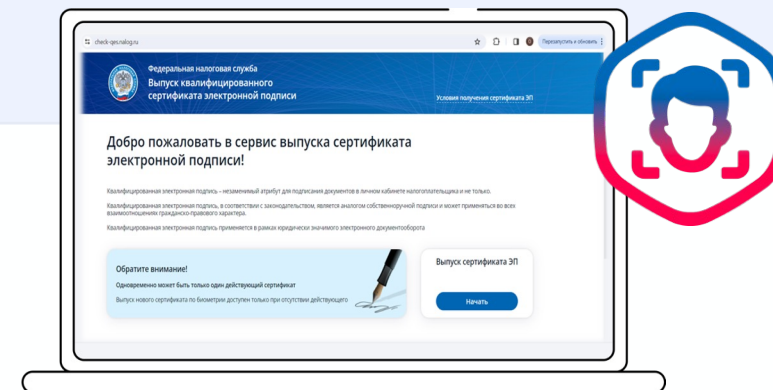 check-qes.nalog.ru
Перезапустить и обновить
Федеральная налоговая служба
Выпуск квалифицированного
сертификата электронной подписи
Условия получения сертификата ЭП
Добро пожаловать в сервис выпуска сертификата
электронной подписи!
Квалифицированная электронная подпись – незаменимый атрибут для подписания документов в личном кабинете налогоплательщика и не только.
Квалифицированная электронная подпись, в соответствии с законодательством, является аналогом собственноручной подписи и может применяться во всех
взаимоотношениях гражданско-правового характера.
Квалифицированная электронная подпись применяется в рамках юридически значимого электронного документооборота
Обратите внимание!
Одновременно может быть только один действующий сертификат
Выпуск нового сертификата по биометрии доступен только при отсутствии действующего
Выпуск сертификата ЭП
Начать